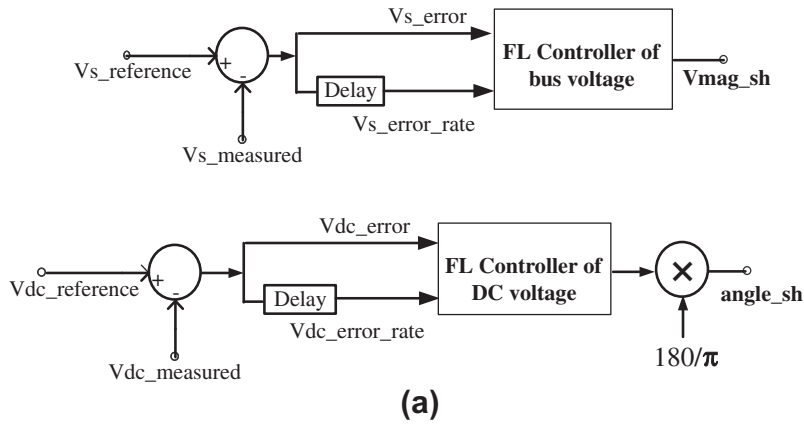 Vs_error
Vs_reference
+
-
Delay
Vs_error_rate
Vs_measured
FL Controller of
bus voltage
Vmag_sh
Vdc_error
Vdc_reference
+
-
Delay
Vdc_error_rate
Vdc_measured
FL Controller of
DC voltage
×
angle_sh
180/π
(a)